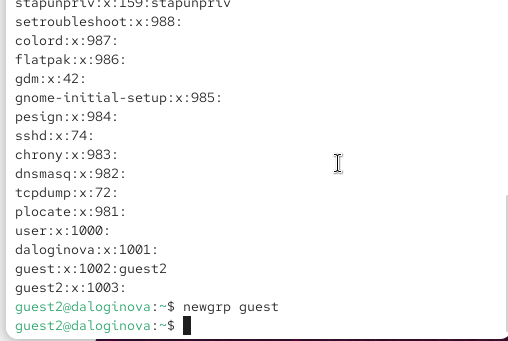 stapunpriv:x:159:stapunpriv
setroubleshoot:x:988:
colord:x:987:
flatpak:x:986:
gdm:x:42:
gnome-initial-setup:x:985:
pesign:x:984:
sshd:x:74:
chrony:x:983:
dnsmasq:x:982:
tcpdump:x:72:
plocate:x:981:
user:x:1000:
daloginova:x:1001:
guest:x:1002:guest2
guest2:x:1003:
guest2@daloginova:~$ newgrp guest
guest2@daloginova:~$